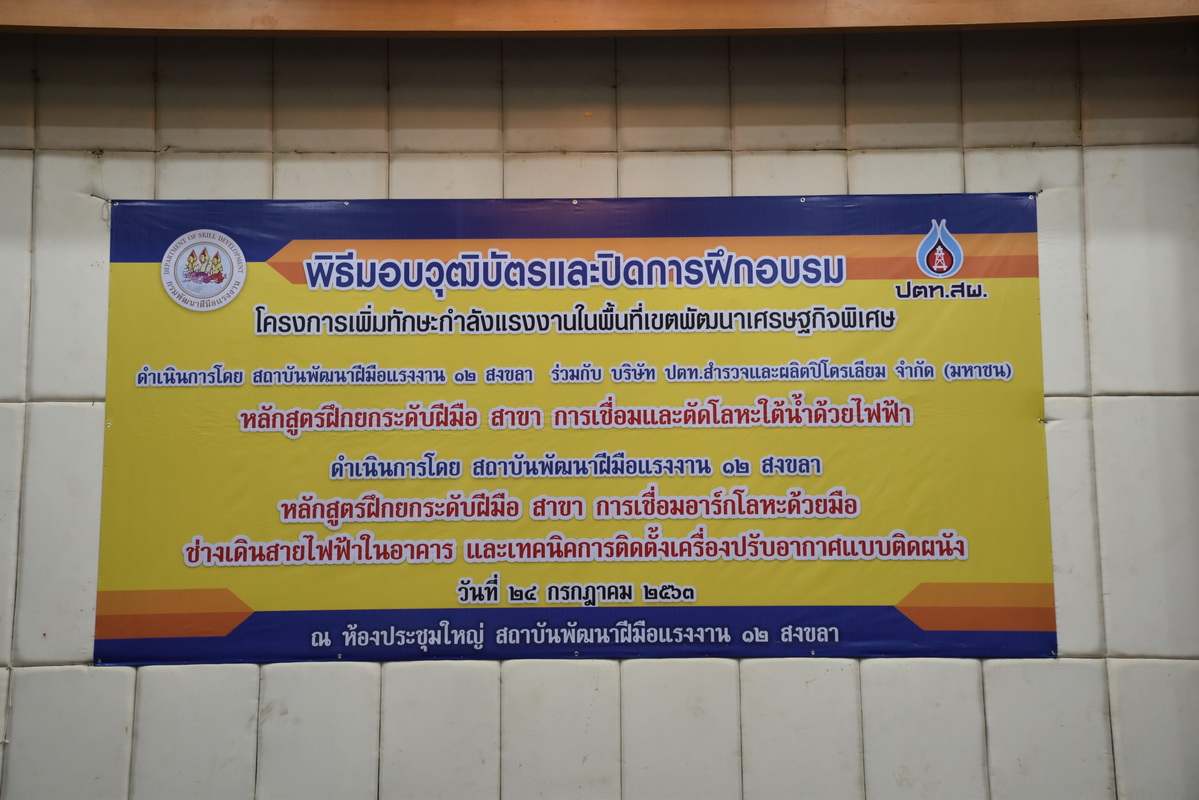 DEPARTMENT OF SKILL DEVELOPMENT
กรมพัฒนาฝีมือแรงงาน
พิธีมอบวุฒิบัตรและปิดการฝึกอบรม
ปตท.สผ.
โครงการเพิ่มทักษะกำลังแรงงานในพื้นที่เขตพัฒนาเศรษฐกิจพิเศษ
ดำเนินการโดย สถาบันพัฒนาฝีมือแรงงาน ๑๒ สงขลา ร่วมกับ บริษัท ปตท.สำรวจและผลิตปิโตรเลียม จำกัด (มหาชน)
หลักสูตรฝึกยกระดับฝีมือ สาขา การเชื่อมและตัดโลหะใต้น้ำด้วยไฟฟ้า
ดำเนินการโดย สถาบันพัฒนาฝีมือแรงงาน ๑๒ สงขลา
หลักสูตรฝึกยกระดับฝีมือ สาขา การเชื่อมอาร์กโลหะด้วยมือ
ช่างเดินสายไฟฟ้าในอาคาร และเทคนิคการติดตั้งเครื่องปรับอากาศแบบติดผนัง
วันที่ ๒๔ กรกฎาคม ๒๕๖๓
ณ ห้องประชุมใหญ่ สถาบันพัฒนาฝีมือแรงงาน ๑๒ สงขลา